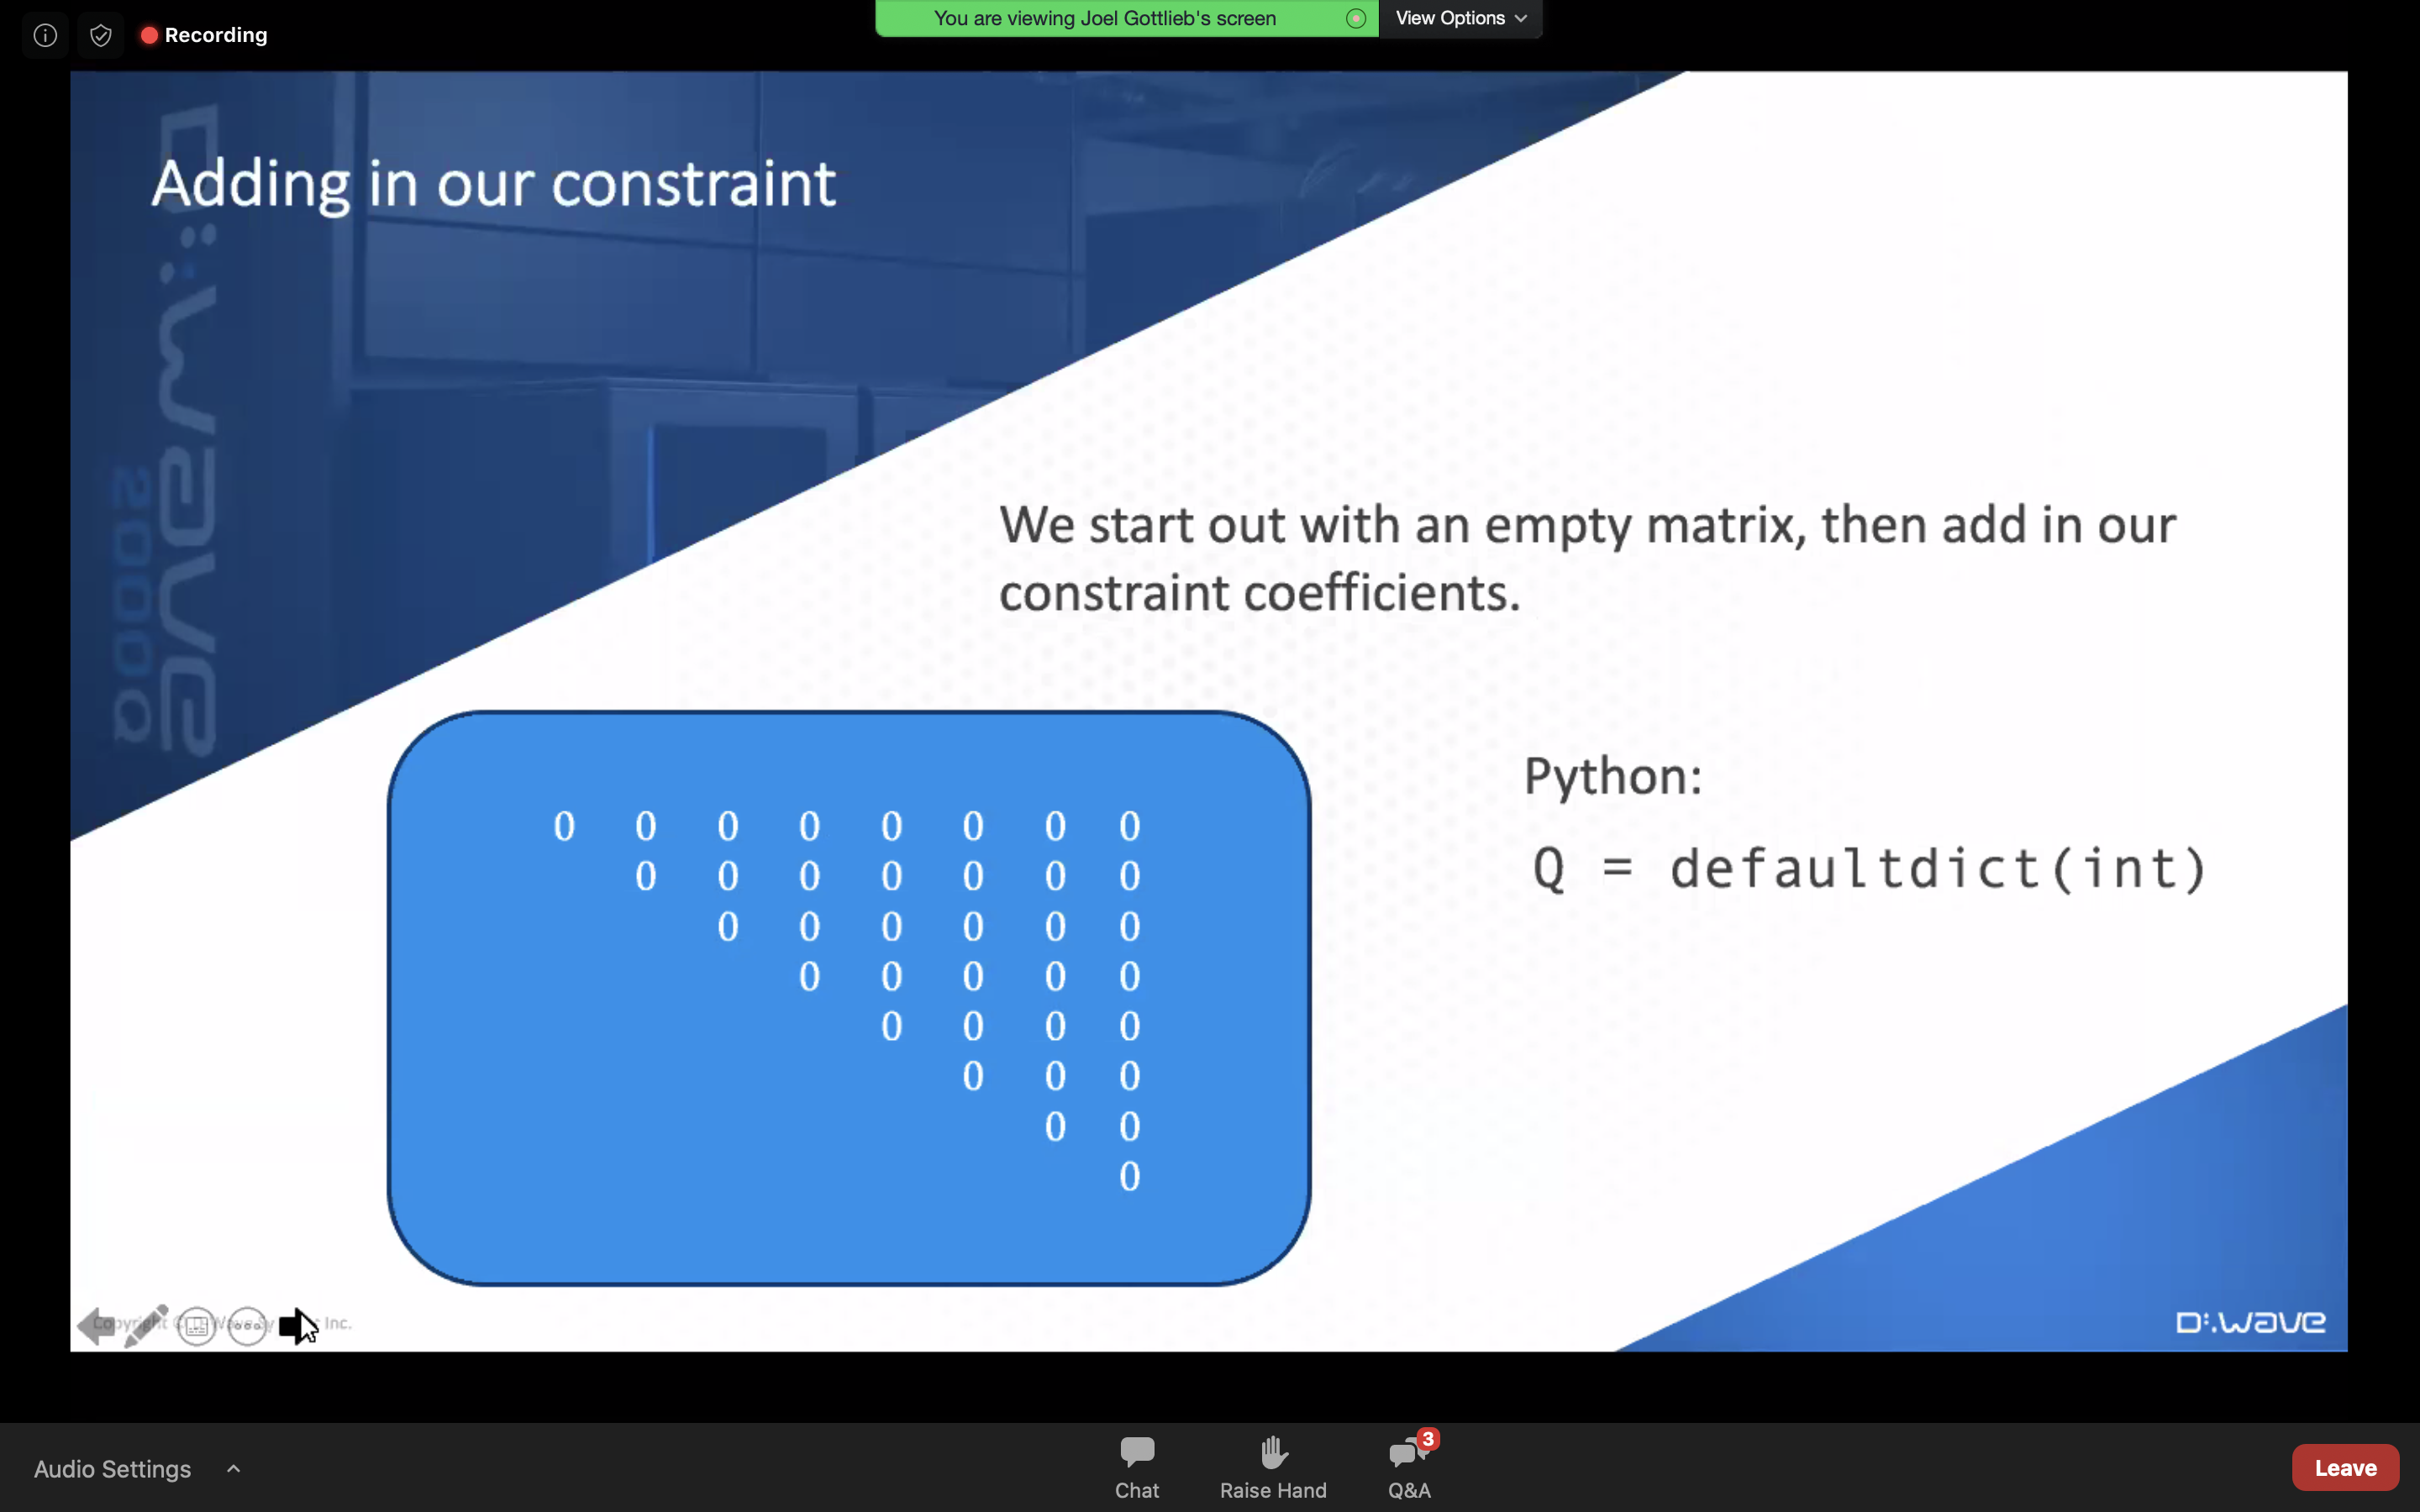 Recording
You are viewing Joel Gottlieb's screen
View Options
Adding in our constraint
D:wave
2000Q
We start out with an empty matrix, then add in our
constraint coefficients.
0 0 0 0 0 0 0 0
0 0 0 0 0 0 0
0 0 0 0 0 0
0 0 0 0 0
0 0 0 0
0 0 0
0 0
0
Python:
Q = defaultdict(int)
Copyright © D-Wave Inc.
D:wave
Audio Settings
Chat
Raise Hand
3
Q&A
Leave